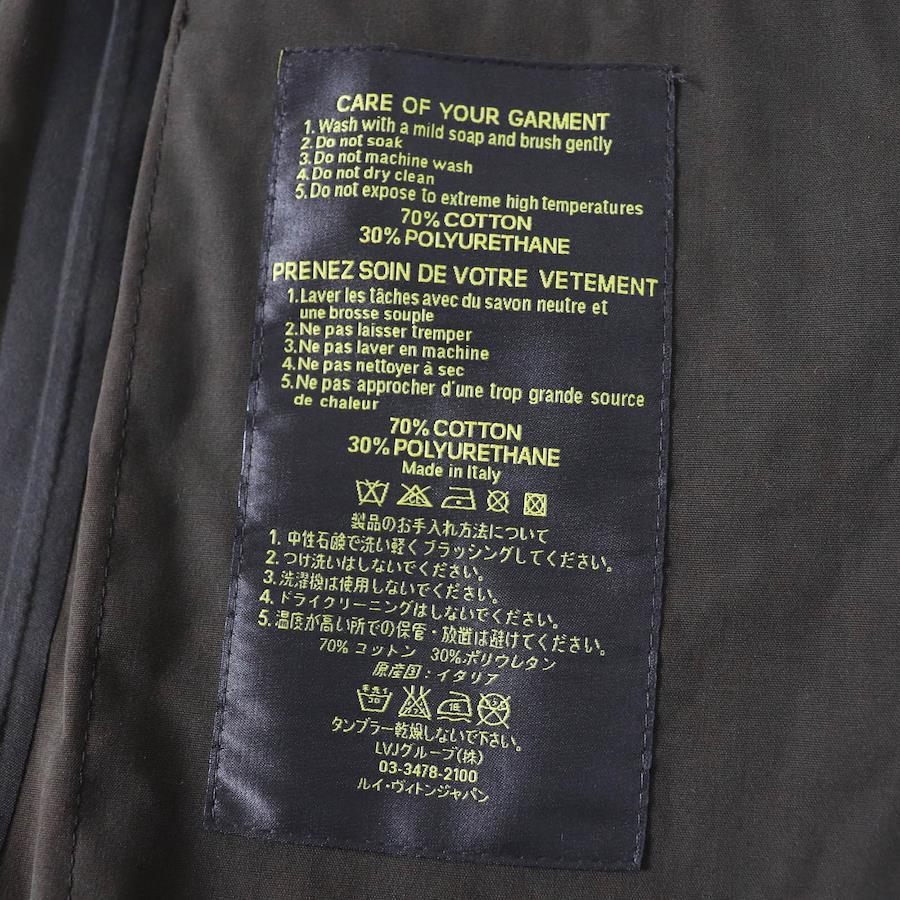 CARE OF YOUR GARMENT
1. Wash with a mild soap and brush gently
2. Do not soak
3. Do not machine wash
4. Do not dry clean
5. Do not expose to extreme high temperatures
70% COTTON
30% POLYURETHANE
PRENEZ SOIN DE VOTRE VETEMENT
1. Laver les tâches avec du savon neutre et
une brosse souple
2. Ne pas laisser tremper
3. Ne pas laver en machine
4. Ne pas nettoyer à sec
5. Ne pas approcher d'une trop grande source
de chaleur
70% COTTON
30% POLYURETHANE
Made in Italy
製品のお手入れ方法について
1. 中性石鹸で洗い軽くブラッシングしてください。
2. つけ洗いはしないでください。
3. 洗濯機は使用しないでください。
4. ドライクリーニングはしないでください。
5. 温度が高い所での保管・放置は避けてください。
70% コットン 30%ポリウレタン
原産国:イタリア
手洗イ 30 低
タンブラー乾燥しないで下さい。
LVJグループ(株)
03-3478-2100
ルイ・ヴィトンジャパン